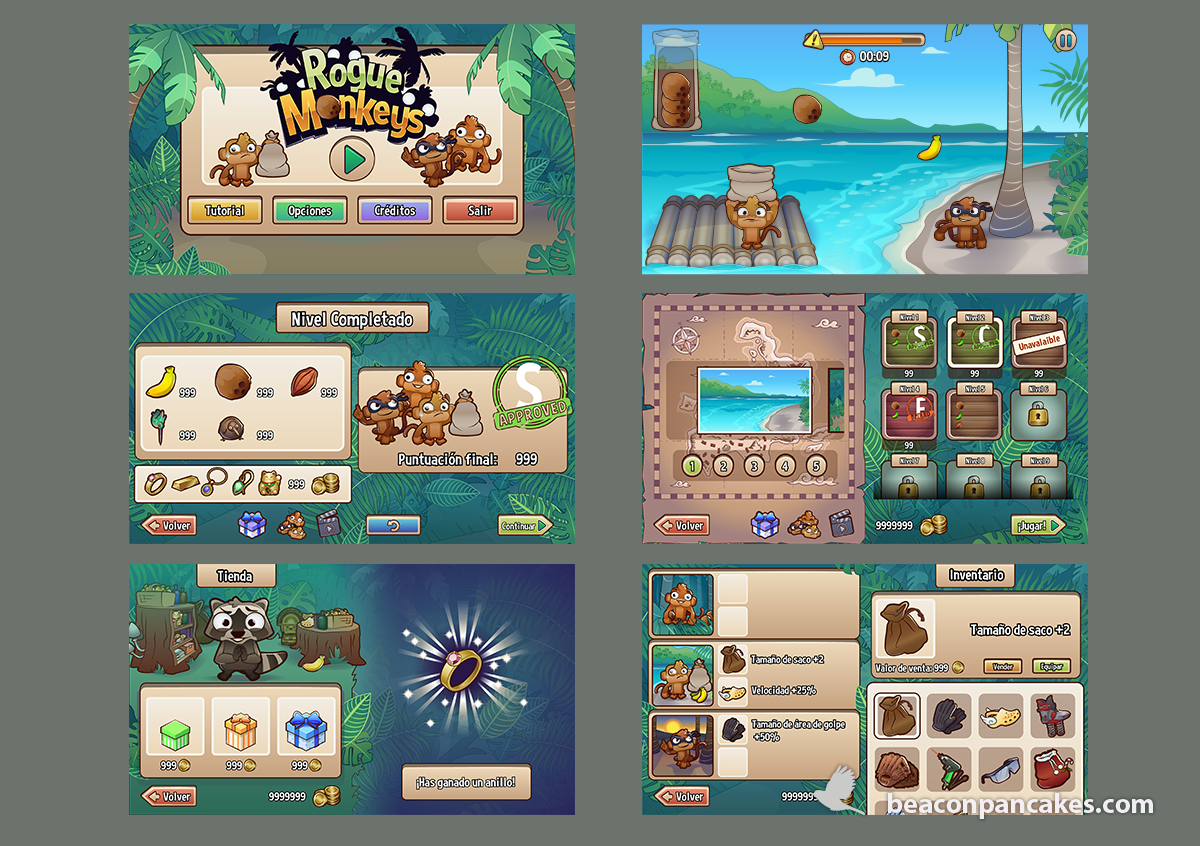 Rogue
Monkeys
Tutorial
Opciones
Créditos
Salir
00:09
Nivel Completado
999
999
999
999
999
999
S
APPROVED
Puntuación final: 999
Volver
Continuar
Nivel 1
Nivel 2
Nivel 3
S
C
Unavalaible
99
99
99
Nivel 4
Nivel 5
Nivel 6
F
99
Nivel 7
Nivel 8
Nivel 9
1
2
3
4
5
Volver
9999999
¡Jugar!
Tienda
999
999
999
Volver
9999999
¡Has ganado un anillo!
Inventario
Tamaño de saco +2
Valor de venta: 999
Vender
Equipar
Tamaño de saco +2
Velocidad +25%
Tamaño de área de golpe
+50%
Volver
beaconpancakes.com